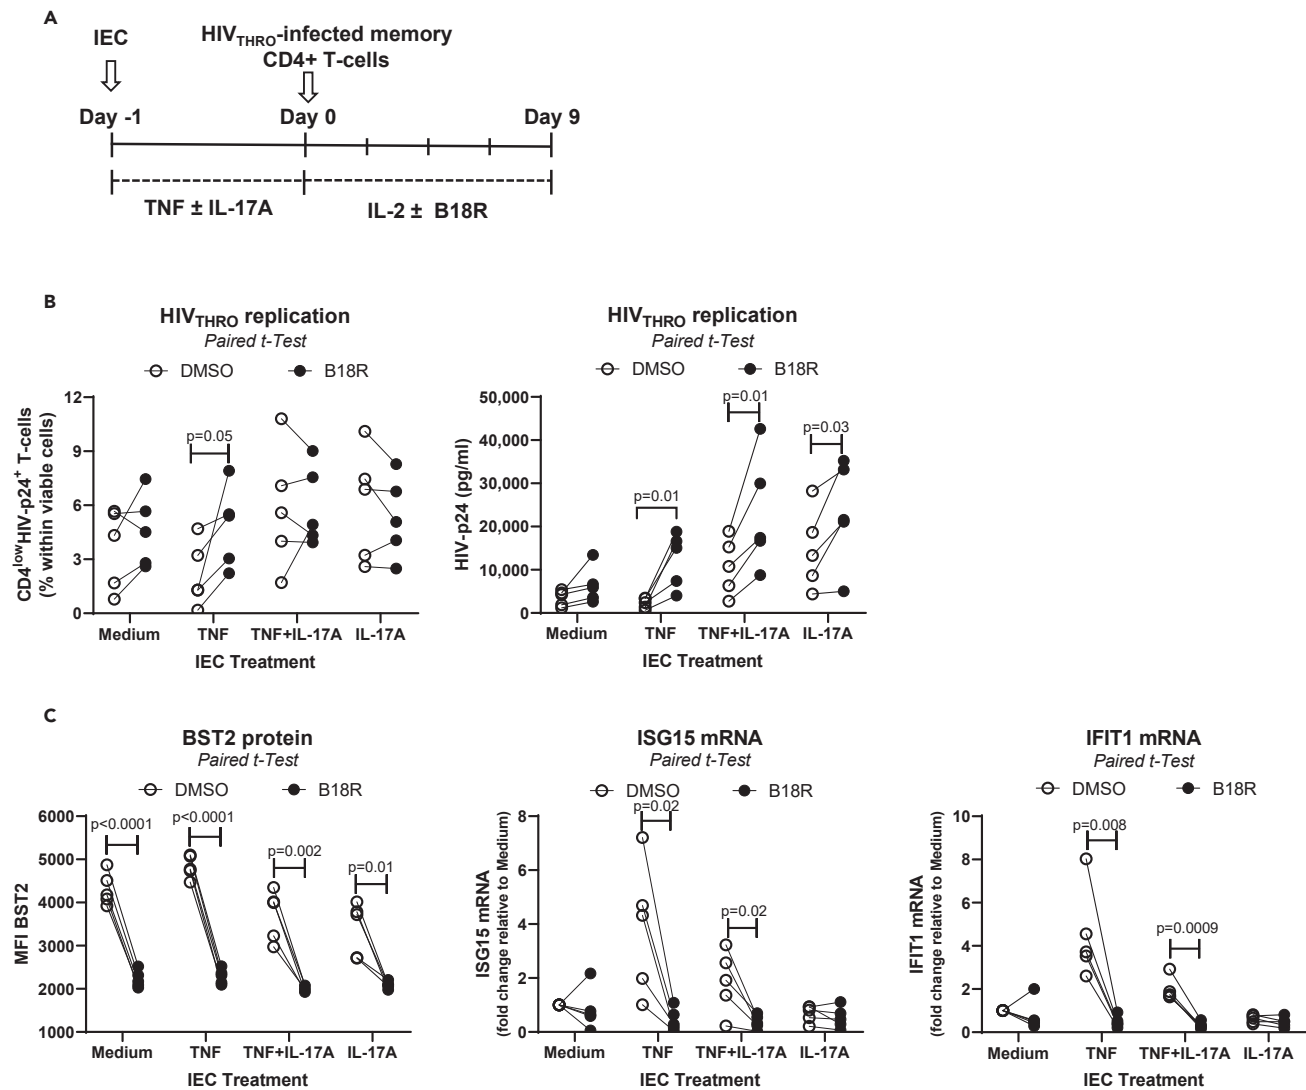 A
IEC
HIVTHRO-infected memory
CD4+ T-cells
Day -1
Day 0
Day 9
TNF ± IL-17A
IL-2 ± B18R
B
HIVTHRO replication
Paired t-Test
DMSO
B18R
CD4lowHIV-p24+ T-cells
(% within viable cells)
12
9
6
3
0
p=0.05
Medium
TNF
TNF+IL-17A
IL-17A
IEC Treatment
HIVTHRO replication
Paired t-Test
DMSO
B18R
HIV-p24 (pg/ml)
50,000
40,000
30,000
20,000
10,000
0
p=0.01
p=0.01
p=0.03
Medium
TNF
TNF+IL-17A
IL-17A
IEC Treatment
C
BST2 protein
Paired t-Test
DMSO
B18R
MFI BST2
6000
5000
4000
3000
2000
1000
p<0.0001
p<0.0001
p=0.002
p=0.01
Medium
TNF
TNF+IL-17A
IL-17A
IEC Treatment
ISG15 mRNA
Paired t-Test
DMSO
B18R
ISG15 mRNA
(fold change relative to Medium)
8
6
4
2
0
p=0.02
p=0.02
Medium
TNF
TNF+IL-17A
IL-17A
IEC Treatment
IFIT1 mRNA
Paired t-Test
DMSO
B18R
IFIT1 mRNA
(fold change relative to Medium)
10
8
6
4
2
0
p=0.008
p=0.0009
Medium
TNF
TNF+IL-17A
IL-17A
IEC Treatment